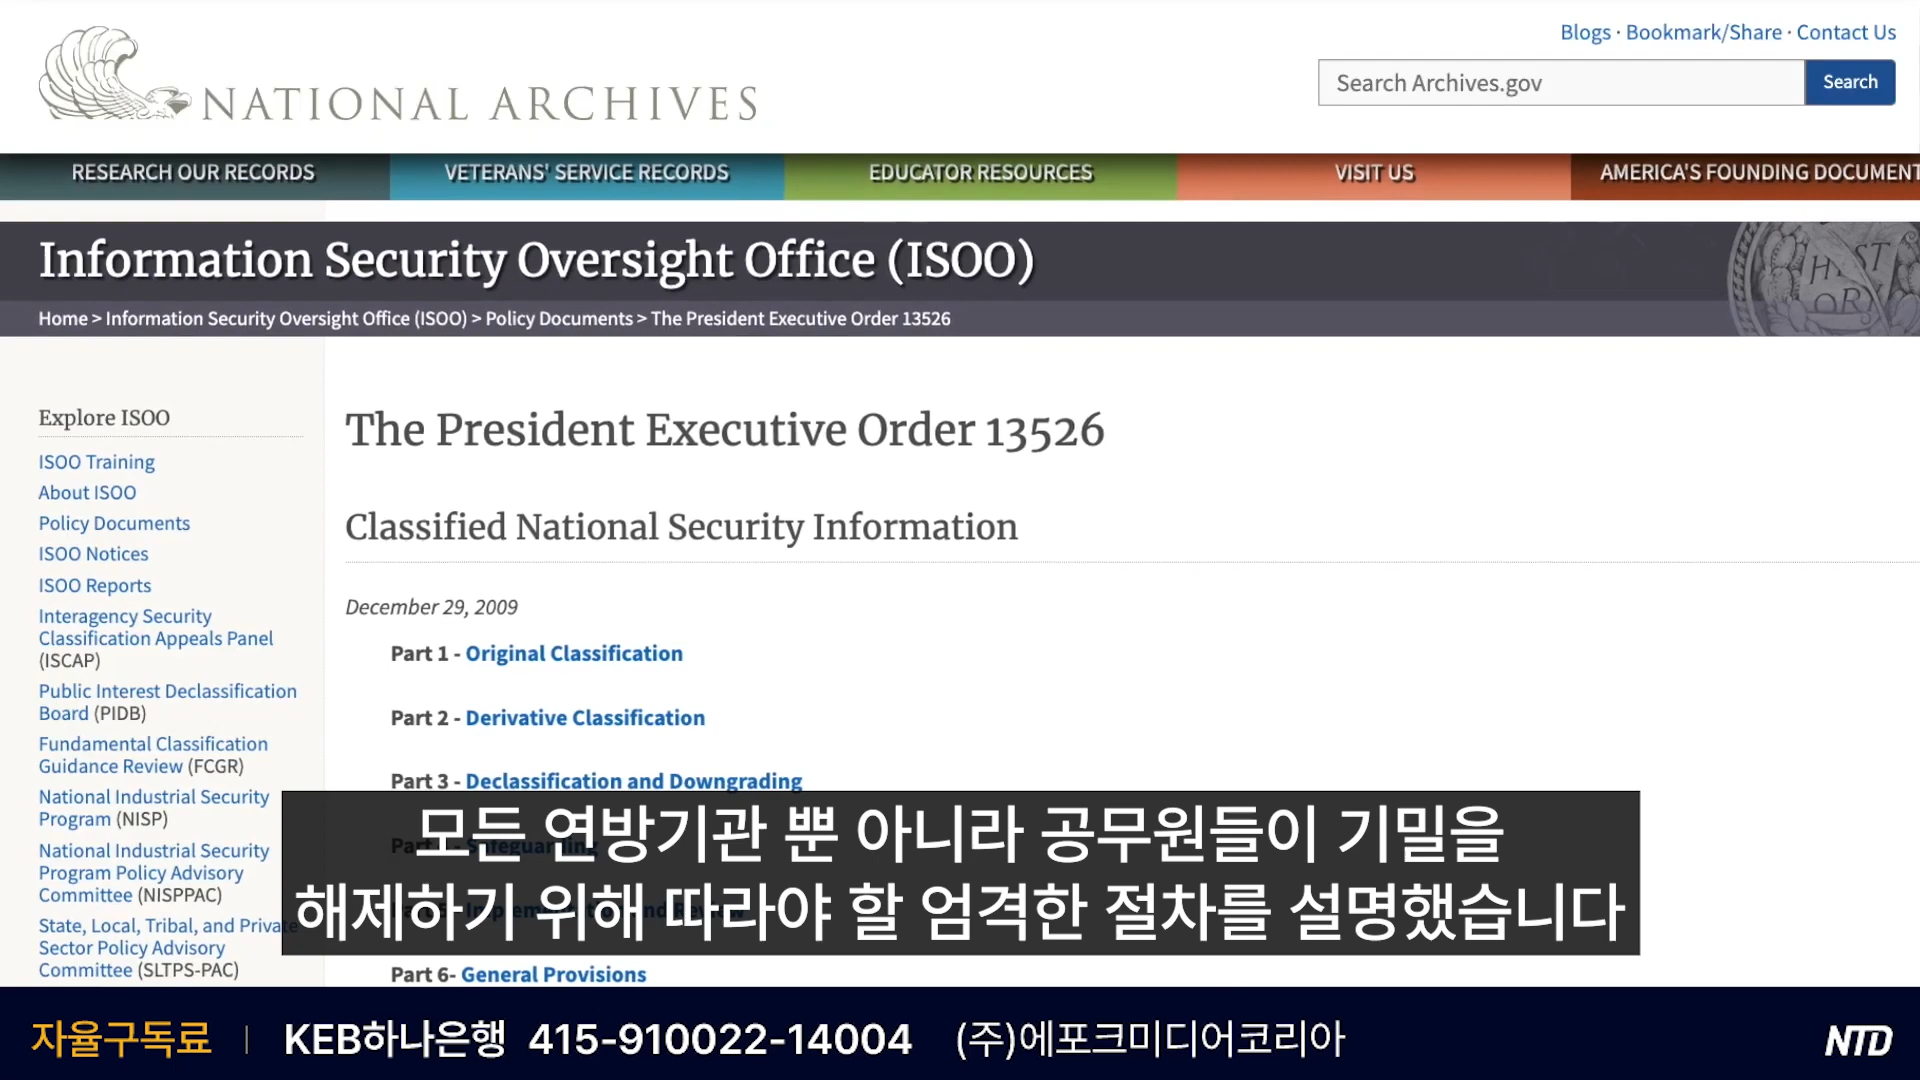 NATIONAL ARCHIVES
Blogs · Bookmark/Share · Contact Us
Search Archives.gov
Search
RESEARCH OUR RECORDS
VETERANS' SERVICE RECORDS
EDUCATOR RESOURCES
VISIT US
AMERICA'S FOUNDING DOCUMENT
Information Security Oversight Office (ISOO)
HIST
ORY
Home > Information Security Oversight Office (ISOO) > Policy Documents > The President Executive Order 13526
Explore ISOO
ISOO Training
About ISOO
Policy Documents
ISOO Notices
ISOO Reports
Interagency Security
Classification Appeals Panel
(ISCAP)
Public Interest Declassification
Board (PIDB)
Fundamental Classification
Guidance Review (FCGR)
National Industrial Security
Program (NISP)
National Industrial Security
Program Policy Advisory
Committee (NISPPAC)
State, Local, Tribal, and Private
Sector Policy Advisory
Committee (SLTPS-PAC)
The President Executive Order 13526
Classified National Security Information
December 29, 2009
Part 1 - Original Classification
Part 2 - Derivative Classification
Part 3 - Declassification and Downgrading
모든 연방기관 뿐 아니라 공무원들이 기밀을
해제하기 위해 따라야 할 엄격한 절차를 설명했습니다
Part 6- General Provisions
자율구독료 | KEB하나은행 415-910022-14004 (주)에포크미디어코리아
NTD